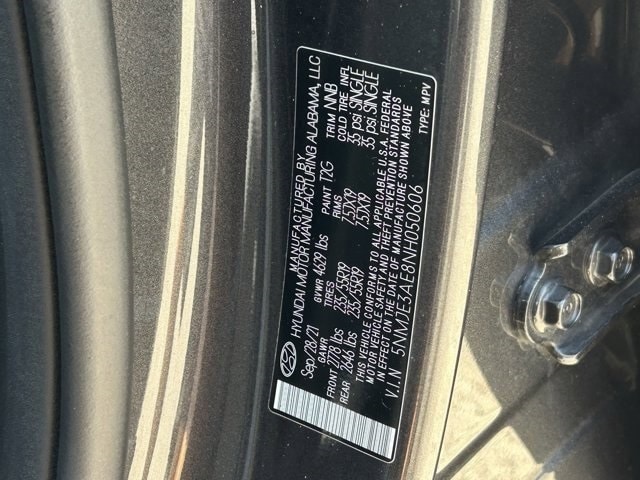 MANUFACTURED BY
HYUNDAI MOTOR MANUFACTURING ALABAMA, LLC
Sep/28/21 GVWR 4629 lbs PAINT T2G TRIM NNB
GAWR TIRES RIMS COLD TIRE INFL
FRONT 2778 lbs 235/55R19 7.5JX19 35 psi SINGLE
REAR 2646 lbs 235/55R19 7.5JX19 35 psi SINGLE
THIS VEHICLE CONFORMS TO ALL APPLICABLE U.S.A. FEDERAL
MOTOR VEHICLE SAFETY AND THEFT PREVENTION STANDARDS
IN EFFECT ON THE DATE OF MANUFACTURE SHOWN ABOVE
V.I.N 5NMJE3AE8NH050606 TYPE: MPV